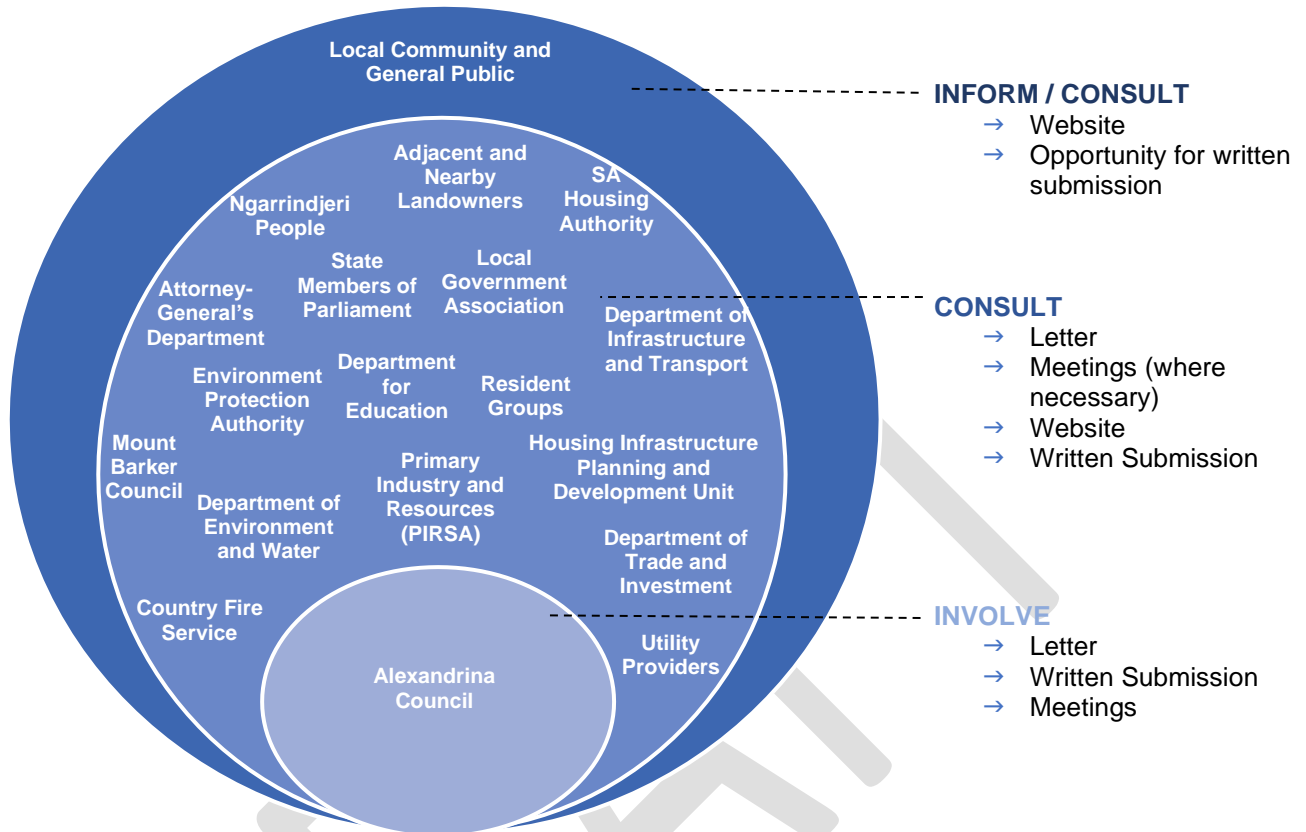 Local Community and
General Public
Adjacent and
Nearby
Landowners
SA
Housing
Authority
Ngarrindjeri
People
State
Members of
Parliament
Local
Government
Association
Attorney-
General’s
Department
Department of
Infrastructure
and Transport
Environment
Protection
Authority
Department
for
Education
Resident
Groups
Mount
Barker
Council
Housing Infrastructure
Planning and
Development Unit
Primary
Industry and
Resources
(PIRSA)
Department of
Environment
and Water
Department of
Trade and
Investment
Country Fire
Service
Utility
Providers
Alexandrina
Council
INFORM / CONSULT
→ Website
→ Opportunity for written
submission
CONSULT
→ Letter
→ Meetings (where
necessary)
→ Website
→ Written Submission
INVOLVE
→ Letter
→ Written Submission
→ Meetings